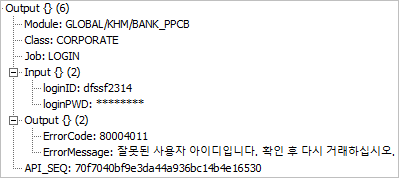 Output {} (6)
Module: GLOBAL/KHM/BANK_PPCB
Class: CORPORATE
Job: LOGIN
Input {} (2)
loginID: dfssf2314
loginPWD: ********
Output {} (2)
ErrorCode: 80004011
ErrorMessage: 잘못된 사용자 아이디입니다. 확인 후 다시 거래하십시오.
API_SEQ: 70f7040bf9e3da44a936bc14b4e16530